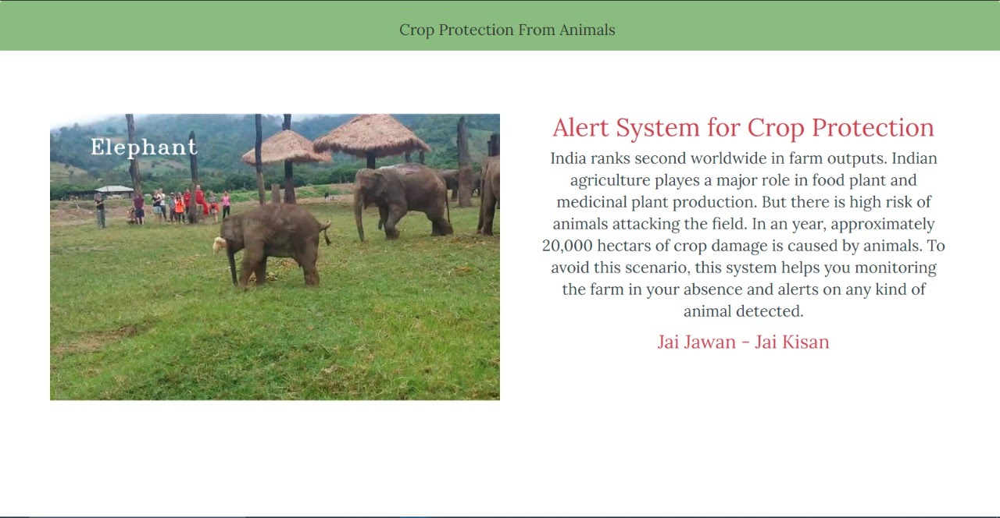 Crop Protection From Animals
Elephant
Alert System for Crop Protection
India ranks second worldwide in farm outputs. Indian
agriculture playes a major role in food plant and
medicinal plant production. But there is high risk of
animals attacking the field. In an year, approximately
20,000 hectars of crop damage is caused by animals. To
avoid this scenario, this system helps you monitoring
the farm in your absence and alerts on any kind of
animal detected.
Jai Jawan - Jai Kisan